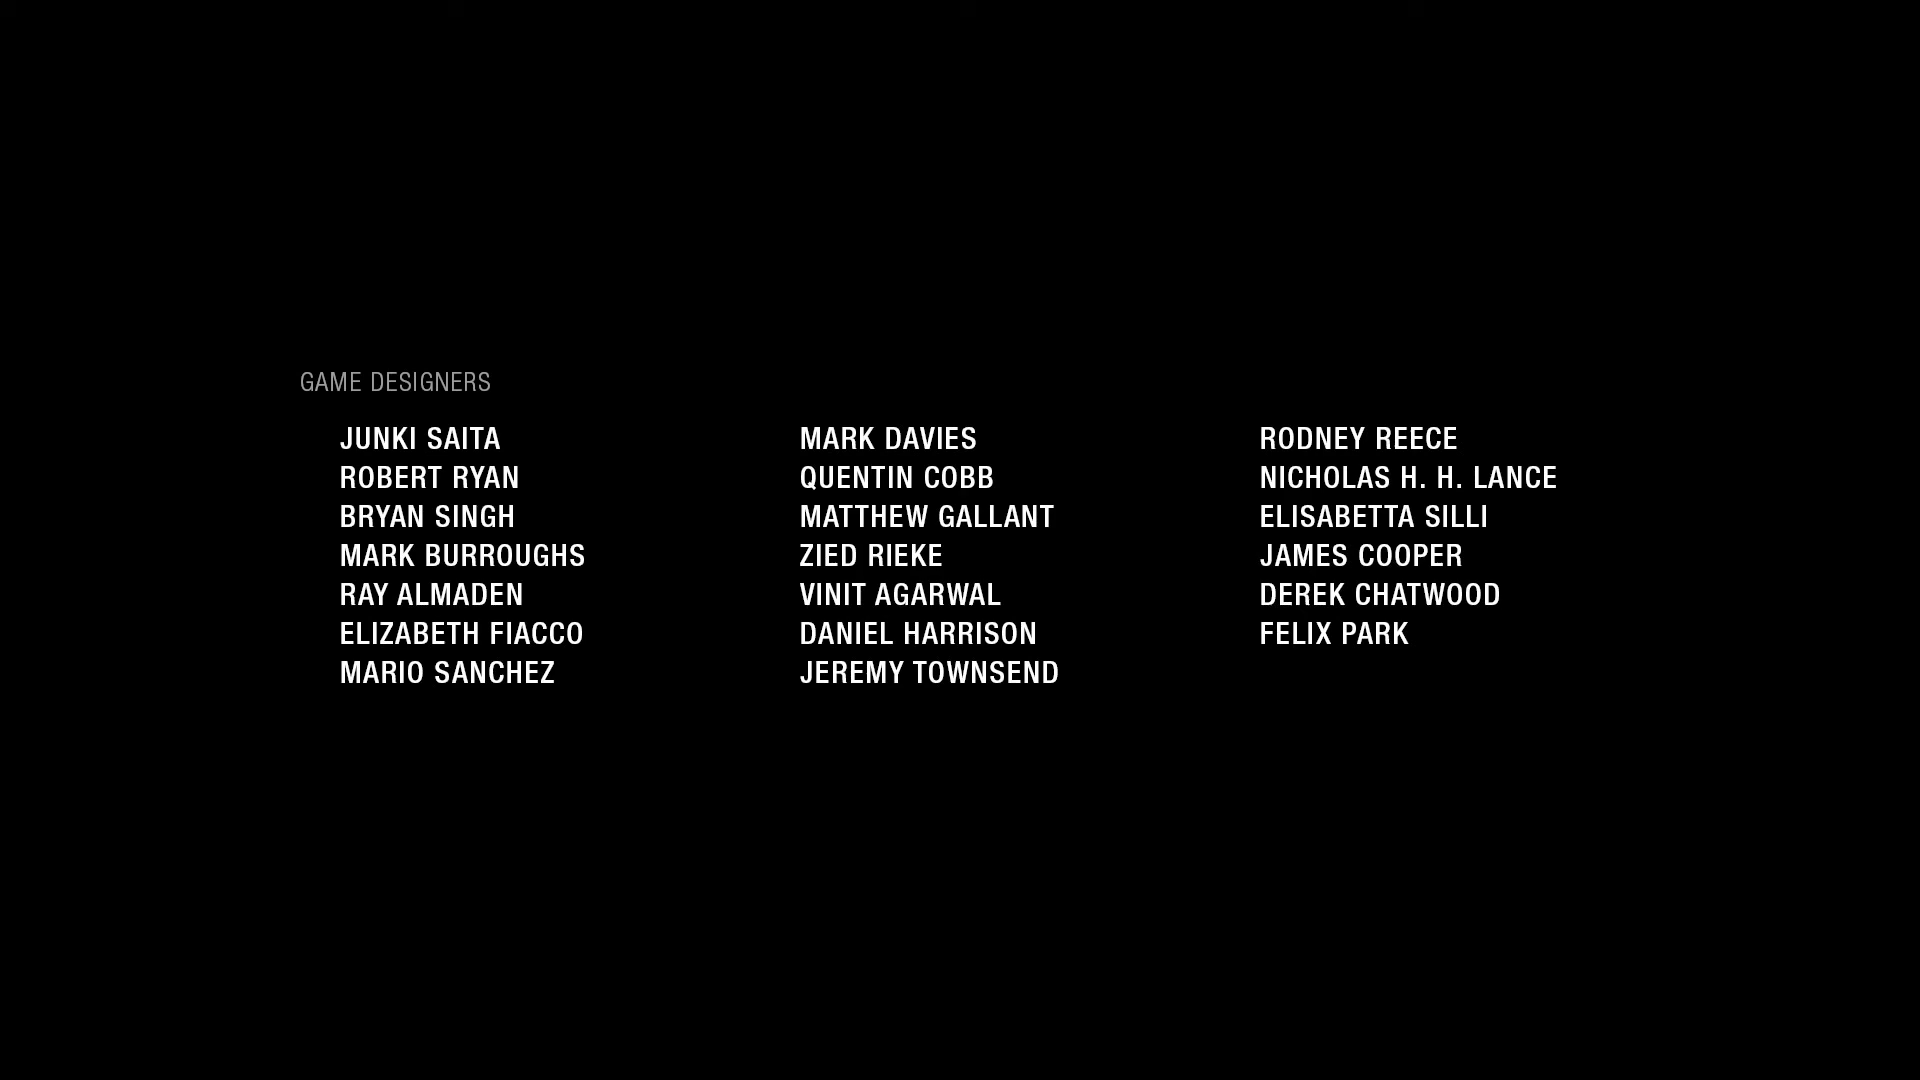 GAME DESIGNERS
JUNKI SAITA
ROBERT RYAN
BRYAN SINGH
MARK BURROUGHS
RAY ALMADEN
ELIZABETH FIACCO
MARIO SANCHEZ
MARK DAVIES
QUENTIN COBB
MATTHEW GALLANT
ZIED RIEKE
VINIT AGARWAL
DANIEL HARRISON
JEREMY TOWNSEND
RODNEY REECE
NICHOLAS H. H. LANCE
ELISABETTA SILLI
JAMES COOPER
DEREK CHATWOOD
FELIX PARK